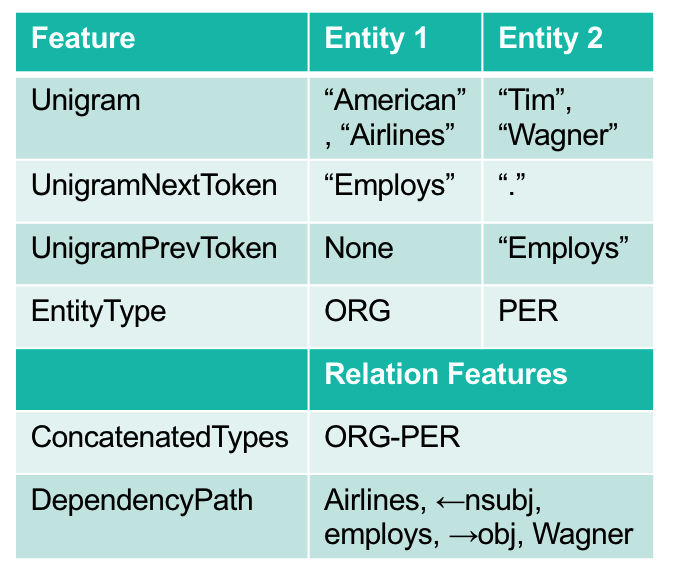 Feature Entity 1 Entity 2
Unigram “American” “Tim”,
, “Airlines” “Wagner”
UnigramNextToken “Employs” “.”
UnigramPrevToken None “Employs”
EntityType ORG PER
Relation Features
ConcatenatedTypes ORG-PER
DependencyPath Airlines, ←nsubj,
employs, →obj, Wagner